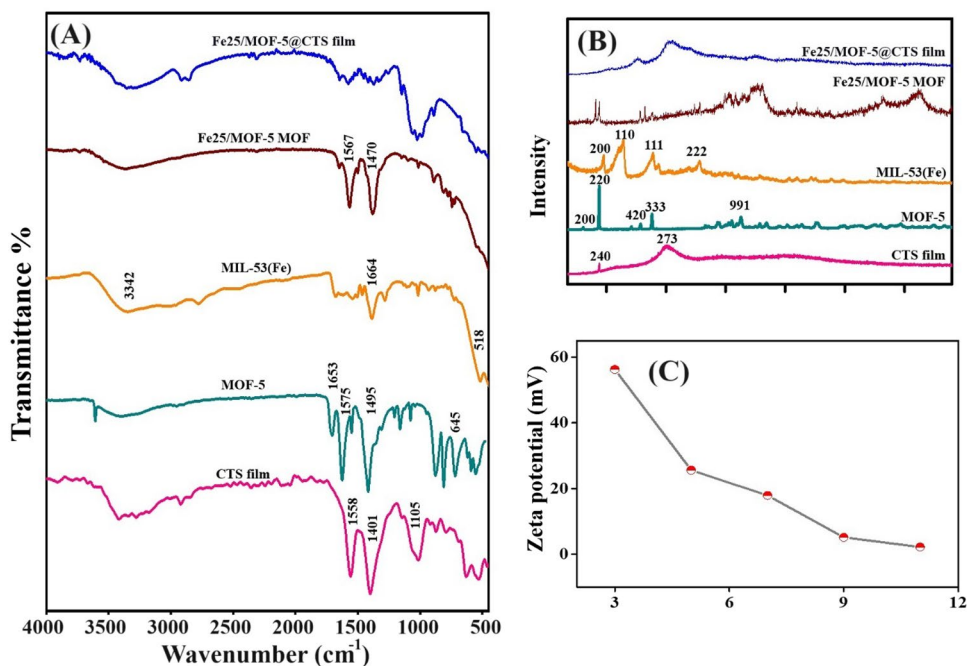 (A)
Fe25/MOF-5@CTS film
Fe25/MOF-5 MOF
1567
1470
MIL-53(Fe)
3342
1664
518
MOF-5
1653
1575
1495
645
CTS film
1558
1401
1105
Transmittance %
4000 3500 3000 2500 2000 1500 1000 500
Wavenumber (cm-1)
(B)
Fe25/MOF-5@CTS film
Fe25/MOF-5 MOF
200
110
111
222
MIL-53(Fe)
200
220
420
333
991
MOF-5
240
273
CTS film
Intensity
(C)
Zeta potential (mV)
60
40
20
0
3 6 9 12